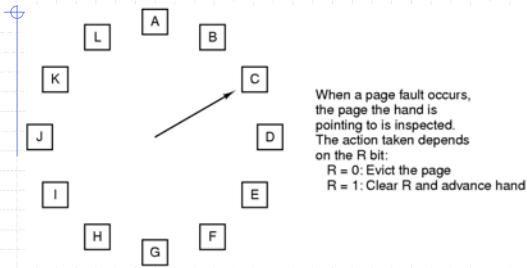 A
L
B
K
C
J
D
I
E
H
F
G
When a page fault occurs,
the page the hand is
pointing to is inspected.
The action taken depends
on the R bit:
R = 0: Evict the page
R = 1: Clear R and advance hand